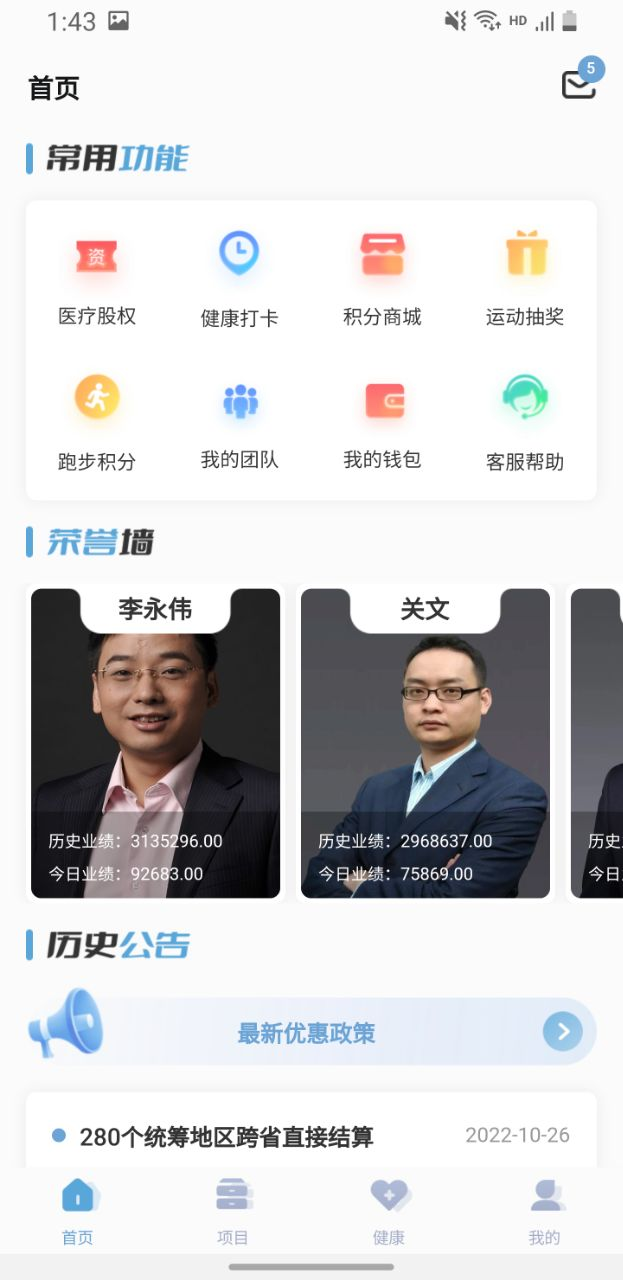 1:43
HD
首页
5
常用功能
资
医疗股权 健康打卡 积分商城 运动抽奖
跑步积分 我的团队 我的钱包 客服帮助
荣誉墙
李永伟 关文
历史业绩：3135296.00 历史业绩：2968637.00 历史
今日业绩：92683.00 今日业绩：75869.00 今日
历史公告
最新优惠政策
280个统筹地区跨省直接结算 2022-10-26
首页 项目 健康 我的